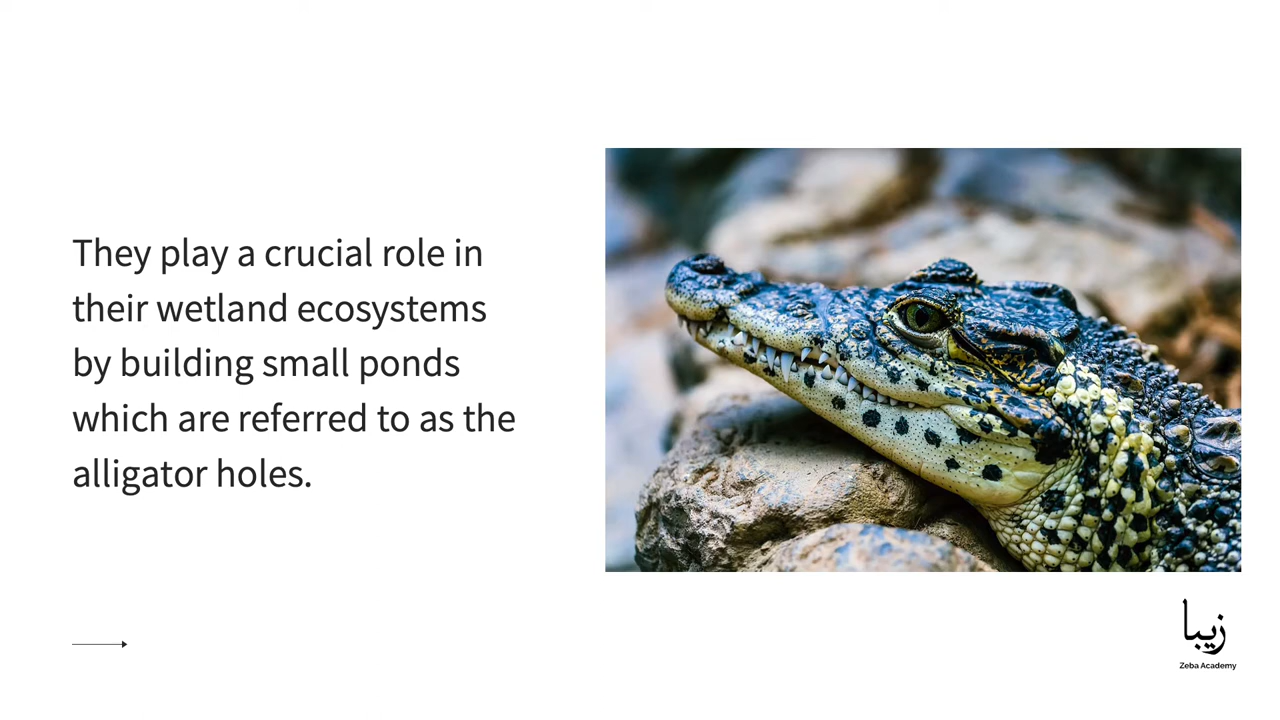 They play a crucial role in
their wetland ecosystems
by building small ponds
which are referred to as the
alligator holes.
زیبا
Zeba Academy